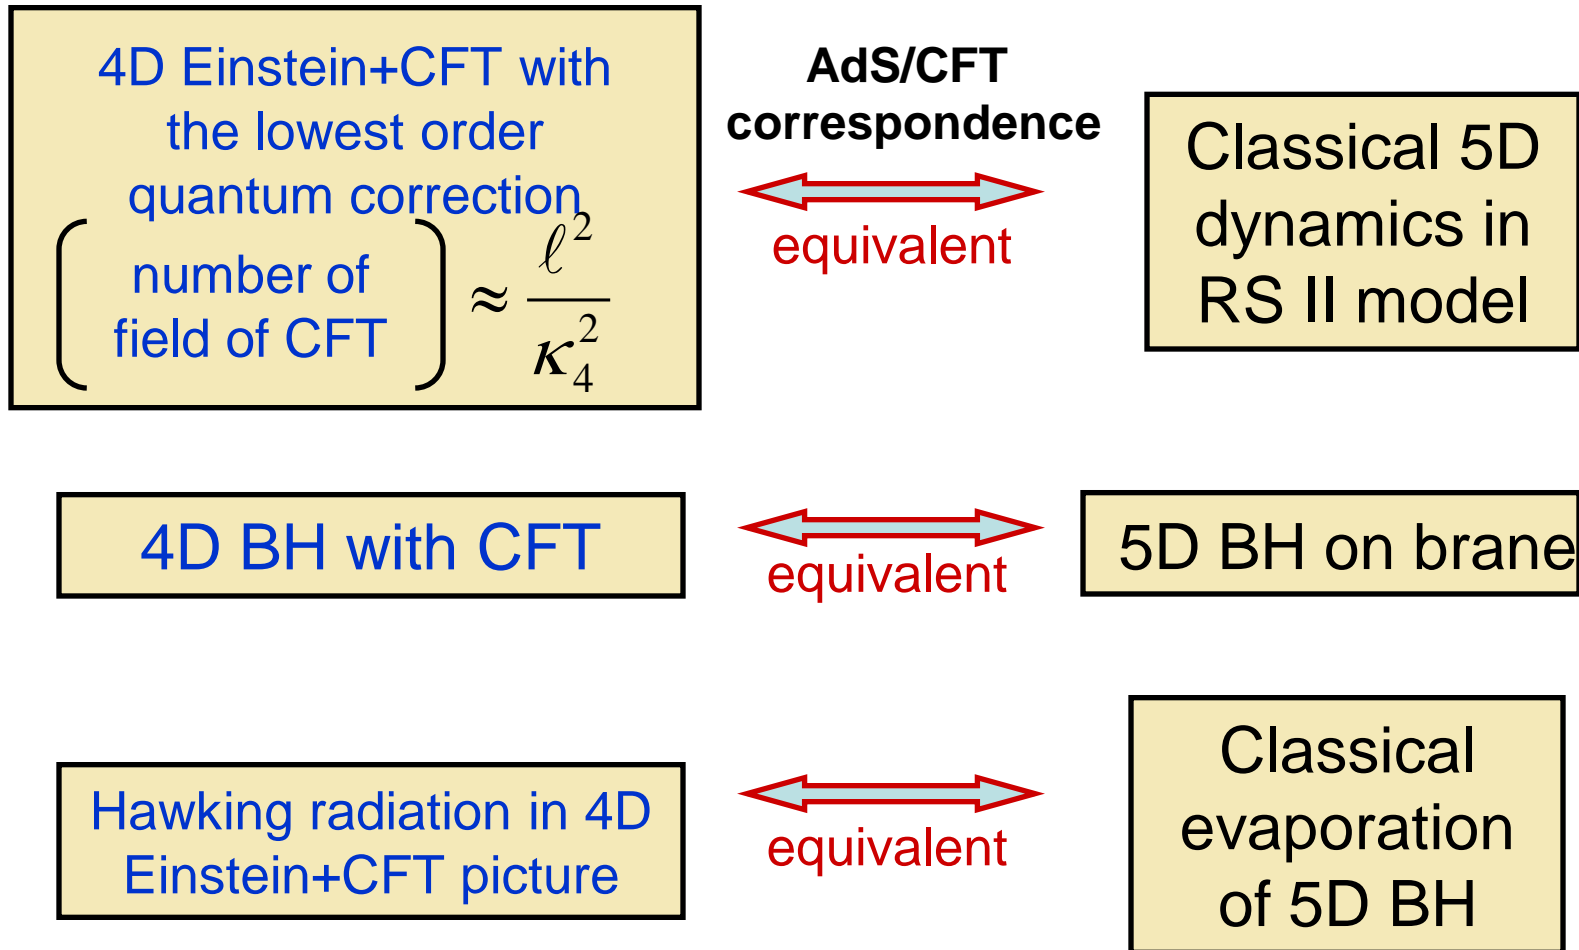 4D Einstein+CFT with
the lowest order
quantum correction
( number of
field of CFT ) ≈ ℓ² / κ₄²
AdS/CFT
correspondence
equivalent
Classical 5D
dynamics in
RS II model
4D BH with CFT
equivalent
5D BH on brane
Hawking radiation in 4D
Einstein+CFT picture
equivalent
Classical
evaporation
of 5D BH